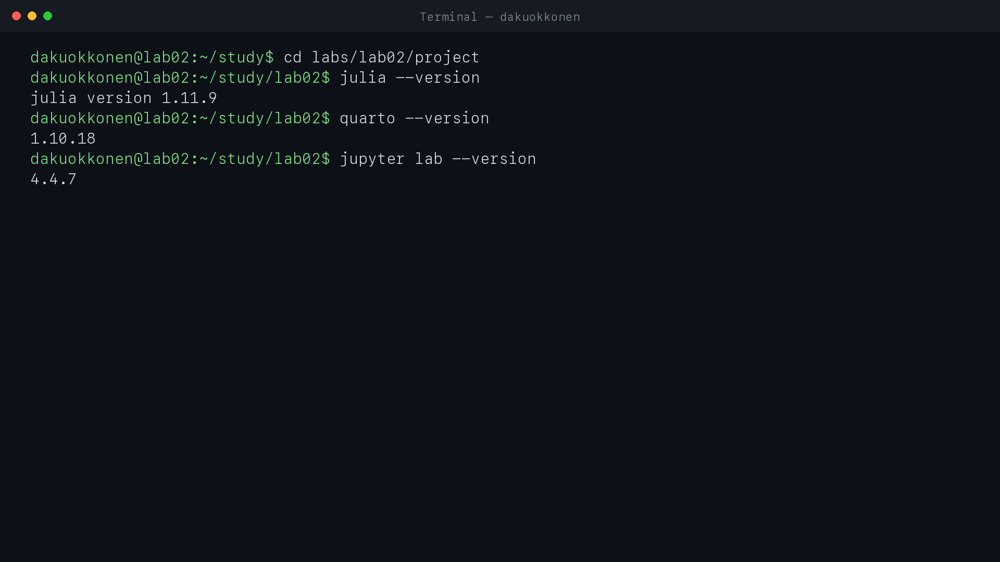 Terminal — dakuokkonen
dakuokkonen@lab02:~/study$ cd labs/lab02/project
dakuokkonen@lab02:~/study/lab02$ julia --version
julia version 1.11.9
dakuokkonen@lab02:~/study/lab02$ quarto --version
1.10.18
dakuokkonen@lab02:~/study/lab02$ jupyter lab --version
4.4.7